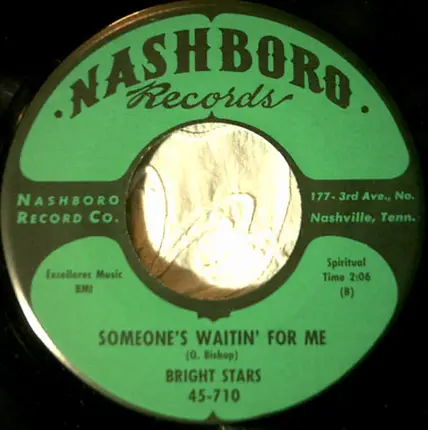 · NASHBORO ·
Records
NASHBORO
RECORD CO.
177-3rd Ave., No.
Nashville, Tenn.
Excellorec Music
BMI
Spiritual
Time 2:06
(B)
SOMEONE'S WAITIN' FOR ME
(O. Bishop)
BRIGHT STARS
45-710